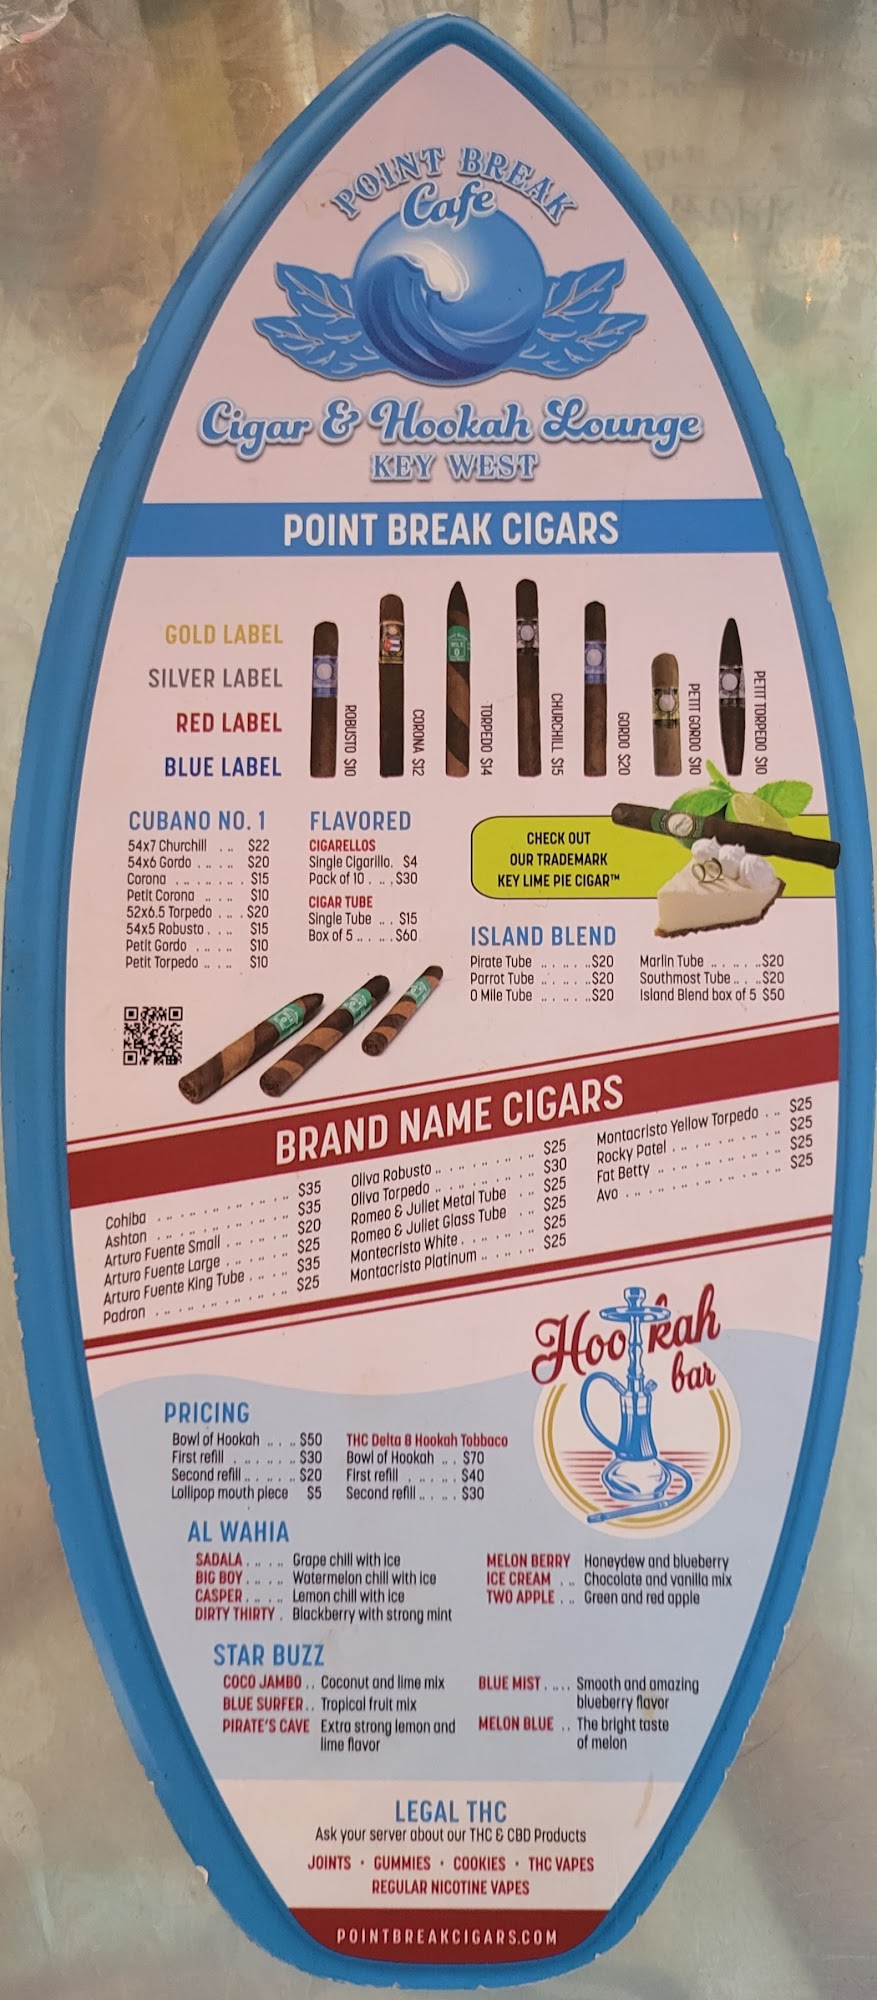 POINT BREAK
Cafe
Cigar & Hookah Lounge
KEY WEST
POINT BREAK CIGARS
GOLD LABEL
SILVER LABEL
RED LABEL
BLUE LABEL
ROBUSTO $10
CORONA $12
TORPEDO $14
CHURCHILL $15
GORDO $20
PETIT GORDO $10
PETIT TORPEDO $10
CUBANO NO. 1
54x7 Churchill .. $22
54x6 Gordo .... $20
Corona ....... $15
Petit Corona .... $10
52x6.5 Torpedo ... $20
54x5 Robusto.... $15
Petit Gordo .... $10
Petit Torpedo .... $10
FLAVORED
CIGARELLOS
Single Cigarillo. $4
Pack of 10.... $30
CIGAR TUBE
Single Tube ... $15
Box of 5...... $60
CHECK OUT
OUR TRADEMARK
KEY LIME PIE CIGAR™
ISLAND BLEND
Pirate Tube ...... $20
Parrot Tube ...... $20
0 Mile Tube ...... $20
Marlin Tube ...... $20
Southmost Tube..... $20
Island Blend box of 5 $50
BRAND NAME CIGARS
Cohiba .......... $35
Ashton .......... $35
Arturo Fuente Small ..... $20
Arturo Fuente Large ..... $25
Arturo Fuente King Tube .... $35
Padron .......... $25
Oliva Robusto ........ $25
Oliva Torpedo ........ $30
Romeo & Juliet Metal Tube .. $25
Romeo & Juliet Glass Tube .. $25
Montecristo White ...... $25
Montacristo Platinum ..... $25
Montacristo Yellow Torpedo .. $25
Rocky Patel ........ $25
Fat Betty ......... $25
Avo ........... $25
Hookah
bar
PRICING
Bowl of Hookah .... $50
First refill ...... $30
Second refill...... $20
Lollipop mouth piece $5
THC Delta 8 Hookah Tobbaco
Bowl of Hookah .. $70
First refill ..... $40
Second refill..... $30
AL WAHIA
SADALA .... Grape chill with ice
BIG BOY .... Watermelon chill with ice
CASPER .... Lemon chill with ice
DIRTY THIRTY . Blackberry with strong mint
MELON BERRY Honeydew and blueberry
ICE CREAM .. Chocolate and vanilla mix
TWO APPLE .. Green and red apple
STAR BUZZ
COCO JAMBO .. Coconut and lime mix
BLUE SURFER .. Tropical fruit mix
PIRATE'S CAVE Extra strong lemon and
lime flavor
BLUE MIST .... Smooth and amazing
blueberry flavor
MELON BLUE .. The bright taste
of melon
LEGAL THC
Ask your server about our THC & CBD Products
JOINTS · GUMMIES · COOKIES · THC VAPES
REGULAR NICOTINE VAPES
POINTBREAKCIGARS.COM